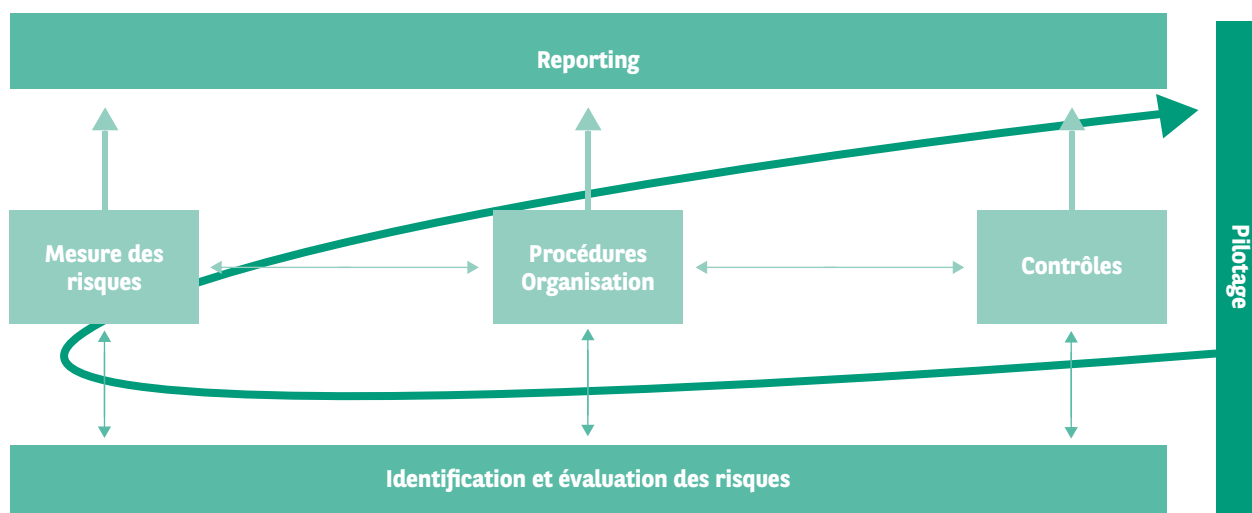 Reporting
Mesure des
risques
Procédures
Organisation
Contrôles
Pilotage
Identification et évaluation des risques